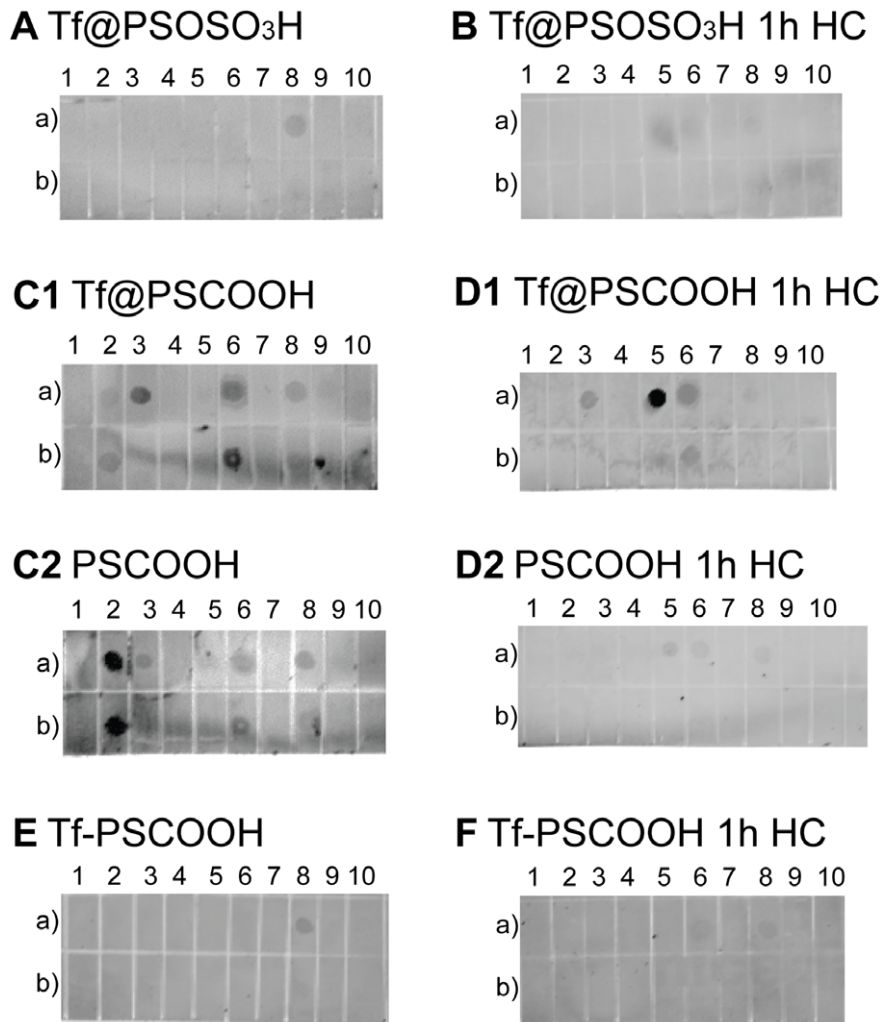 A Tf@PSOSO₃H
1 2 3 4 5 6 7 8 9 10
a)
b)
B Tf@PSOSO₃H 1h HC
1 2 3 4 5 6 7 8 9 10
a)
b)
C1 Tf@PSCOOH
1 2 3 4 5 6 7 8 9 10
a)
b)
D1 Tf@PSCOOH 1h HC
1 2 3 4 5 6 7 8 9 10
a)
b)
C2 PSCOOH
1 2 3 4 5 6 7 8 9 10
a)
b)
D2 PSCOOH 1h HC
1 2 3 4 5 6 7 8 9 10
a)
b)
E Tf-PSCOOH
1 2 3 4 5 6 7 8 9 10
a)
b)
F Tf-PSCOOH 1h HC
1 2 3 4 5 6 7 8 9 10
a)
b)